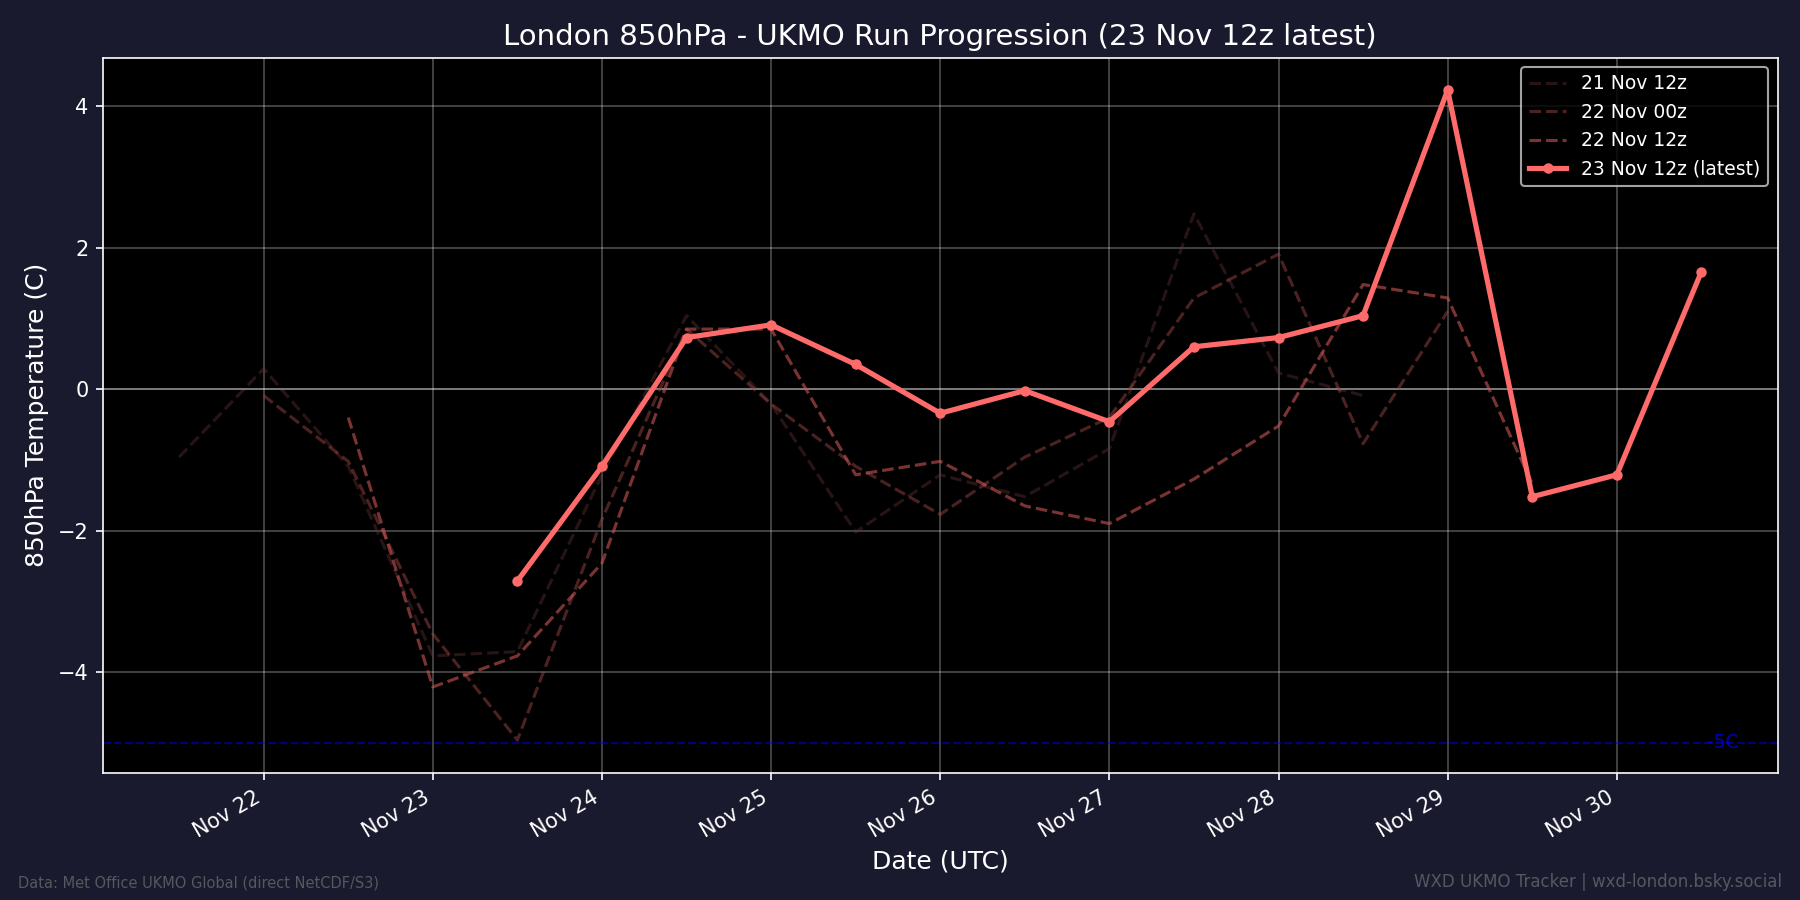 London 850hPa - UKMO Run Progression (23 Nov 12z latest)
21 Nov 12z
22 Nov 00z
22 Nov 12z
23 Nov 12z (latest)
850hPa Temperature (C)
4
2
0
−2
−4
-5C
Nov 22
Nov 23
Nov 24
Nov 25
Nov 26
Nov 27
Nov 28
Nov 29
Nov 30
Date (UTC)
Data: Met Office UKMO Global (direct NetCDF/S3)
WXD UKMO Tracker | wxd-london.bsky.social